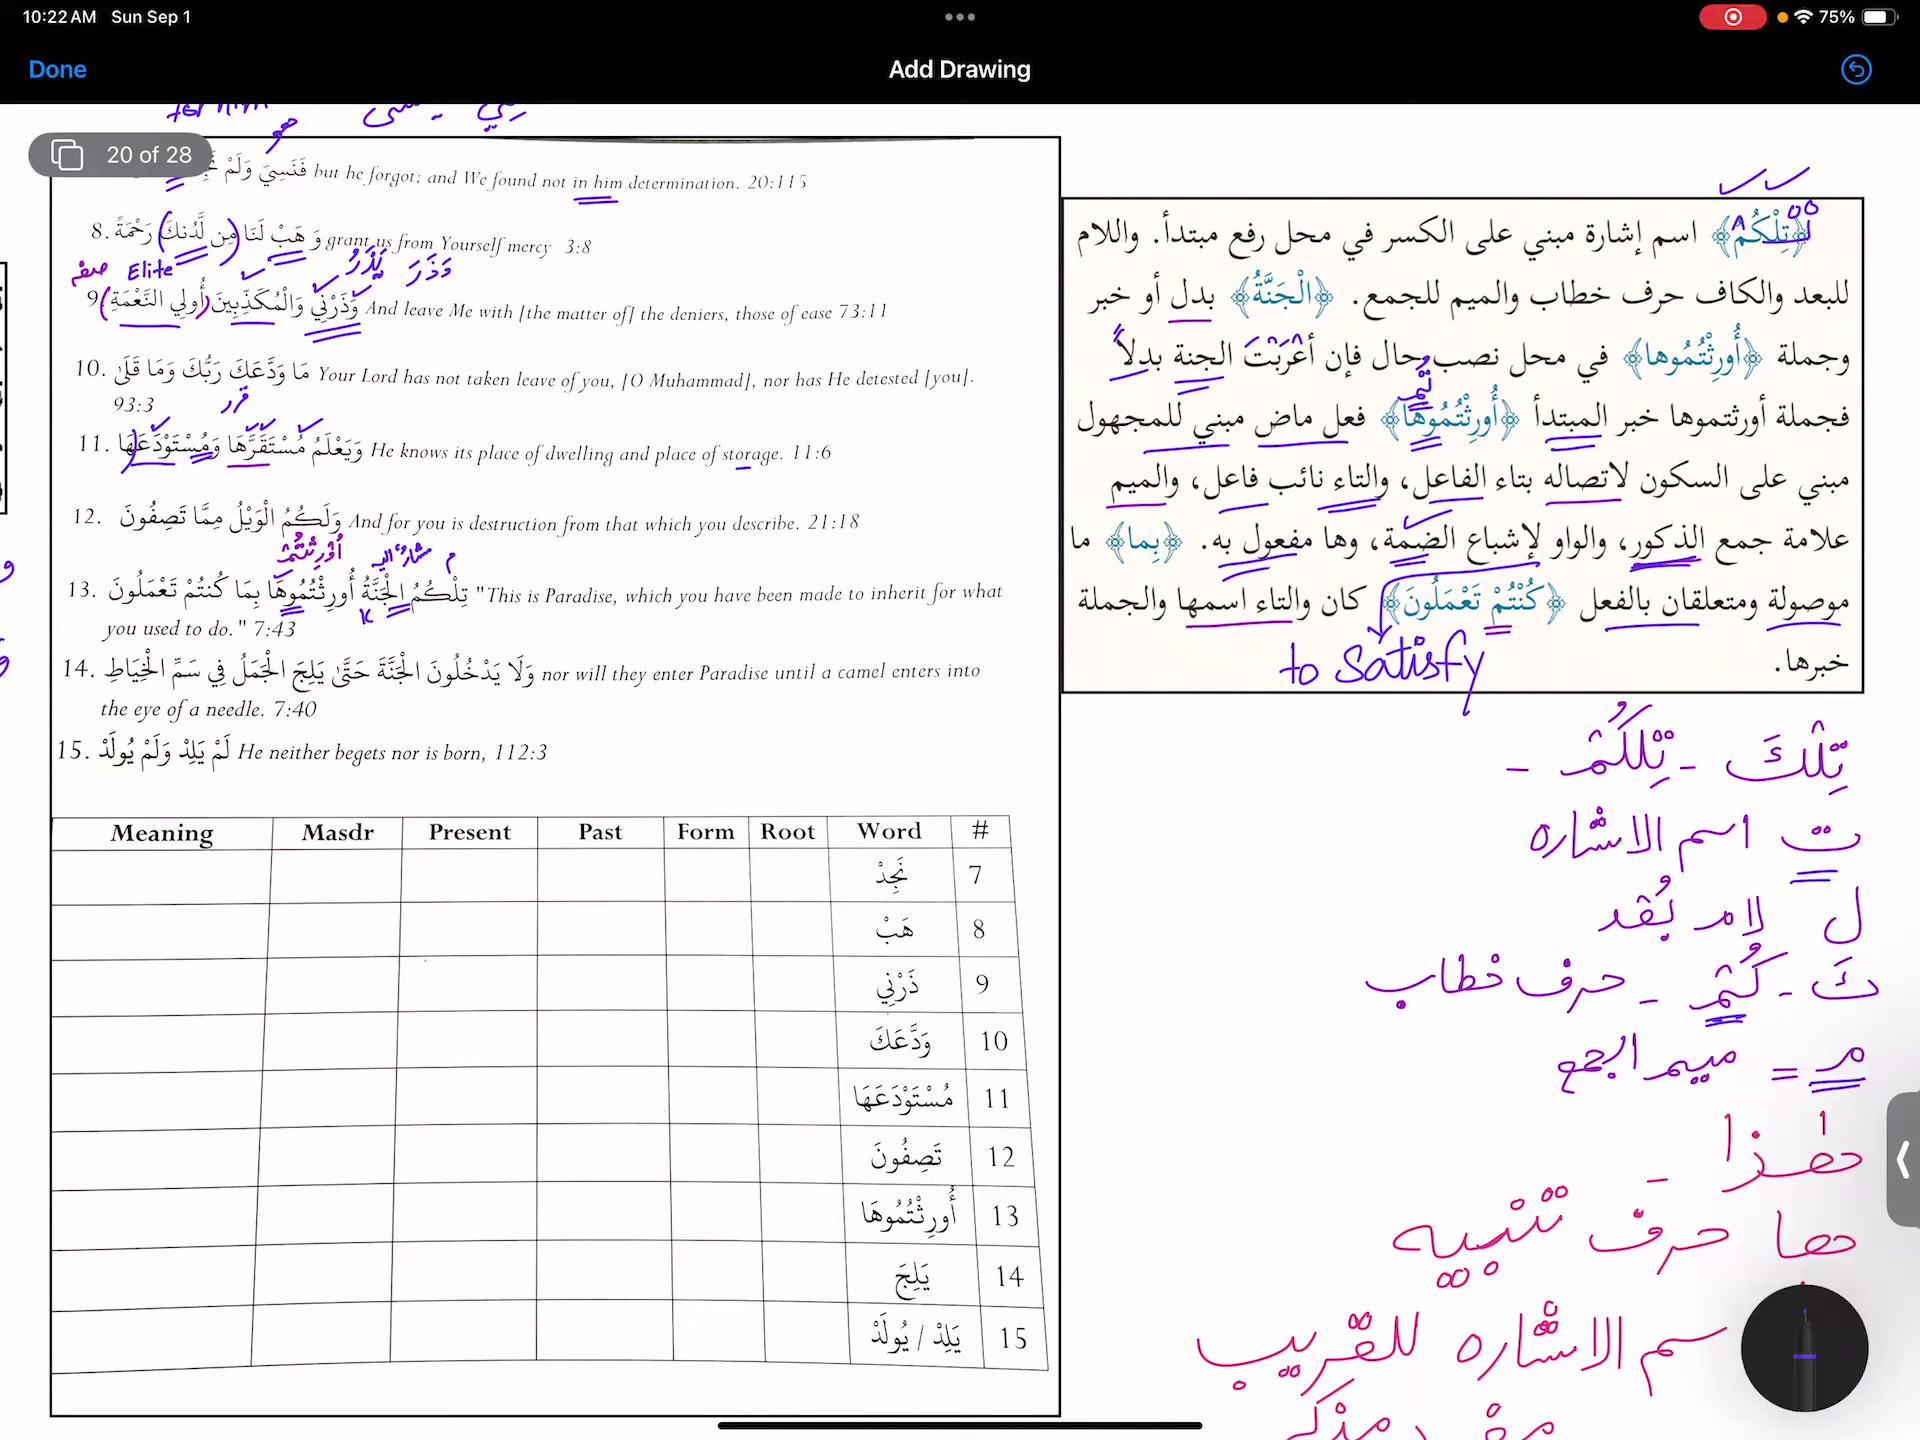 10:22 AM Sun Sep 1
75%
Done
Add Drawing
20 of 28
for him
فَنَسِيَ وَلَمْ but he forgot; and We found not in him determination. 20:115
8. وَ هَبْ لَنَا مِن لَّدُنكَ رَحْمَةً grant us from Yourself mercy 3:8
صفة Elite يَذَرُ وَذَرَ
9. وَذَرْنِي وَالْمُكَذِّبِينَ أُولِي النَّعْمَةِ And leave Me with [the matter of] the deniers, those of ease 73:11
10. مَا وَدَّعَكَ رَبُّكَ وَمَا قَلَىٰ Your Lord has not taken leave of you, [O Muhammad], nor has He detested [you].
93:3
قرر
11. وَيَعْلَمُ مُسْتَقَرَّهَا وَمُسْتَوْدَعَهَا He knows its place of dwelling and place of storage. 11:6
12. وَلَكُمُ الْوَيْلُ مِمَّا تَصِفُونَ And for you is destruction from that which you describe. 21:18
أُوْرِثْتُمْ مشارٌ اليه م
13. تِلْكُمُ الْجَنَّةُ أُورِثْتُمُوهَا بِمَا كُنتُمْ تَعْمَلُونَ "This is Paradise, which you have been made to inherit for what
you used to do." 7:43
14. وَلَا يَدْخُلُونَ الْجَنَّةَ حَتَّىٰ يَلِجَ الْجَمَلُ فِي سَمِّ الْخِيَاطِ nor will they enter Paradise until a camel enters into
the eye of a needle. 7:40
15. لَمْ يَلِدْ وَلَمْ يُولَدْ He neither begets nor is born, 112:3
Meaning Masdr Present Past Form Root Word #
نَجِدْ 7
هَبْ 8
ذَرْنِي 9
وَدَّعَكَ 10
مُسْتَوْدَعَهَا 11
تَصِفُونَ 12
أُورِثْتُمُوهَا 13
يَلِجَ 14
يَلِدْ / يُولَدْ 15
﴿تِلْكُمُ﴾ اسم إشارة مبني على الكسر في محل رفع مبتدأ. واللام
للبعد والكاف حرف خطاب والميم للجمع. ﴿الْجَنَّةُ﴾ بدل أو خبر
وجملة ﴿أُورِثْتُمُوها﴾ في محل نصب حال فإن أعربت الجنة بدلاً
فجملة أورثتموها خبر المبتدأ ﴿أُورِثْتُمُوها﴾ فعل ماض مبني للمجهول
مبني على السكون لاتصاله بتاء الفاعل، والتاء نائب فاعل، والميم
علامة جمع الذكور، والواو لإشباع الضمة، وها مفعول به. ﴿بِما﴾ ما
موصولة ومتعلقان بالفعل ﴿كُنْتُمْ تَعْمَلُونَ﴾ كان والتاء اسمها والجملة
خبرها.
to satisfy
تِلْكَ - تِلْكُمْ -
تِ اسم الاشاره
ل لام بُعْد
كَ - كُمْ - حرف خطاب
م = ميم الجمع
هٰذا -
ها حرف تنبيه
سم الاشاره للقريب
مفرد مذكر